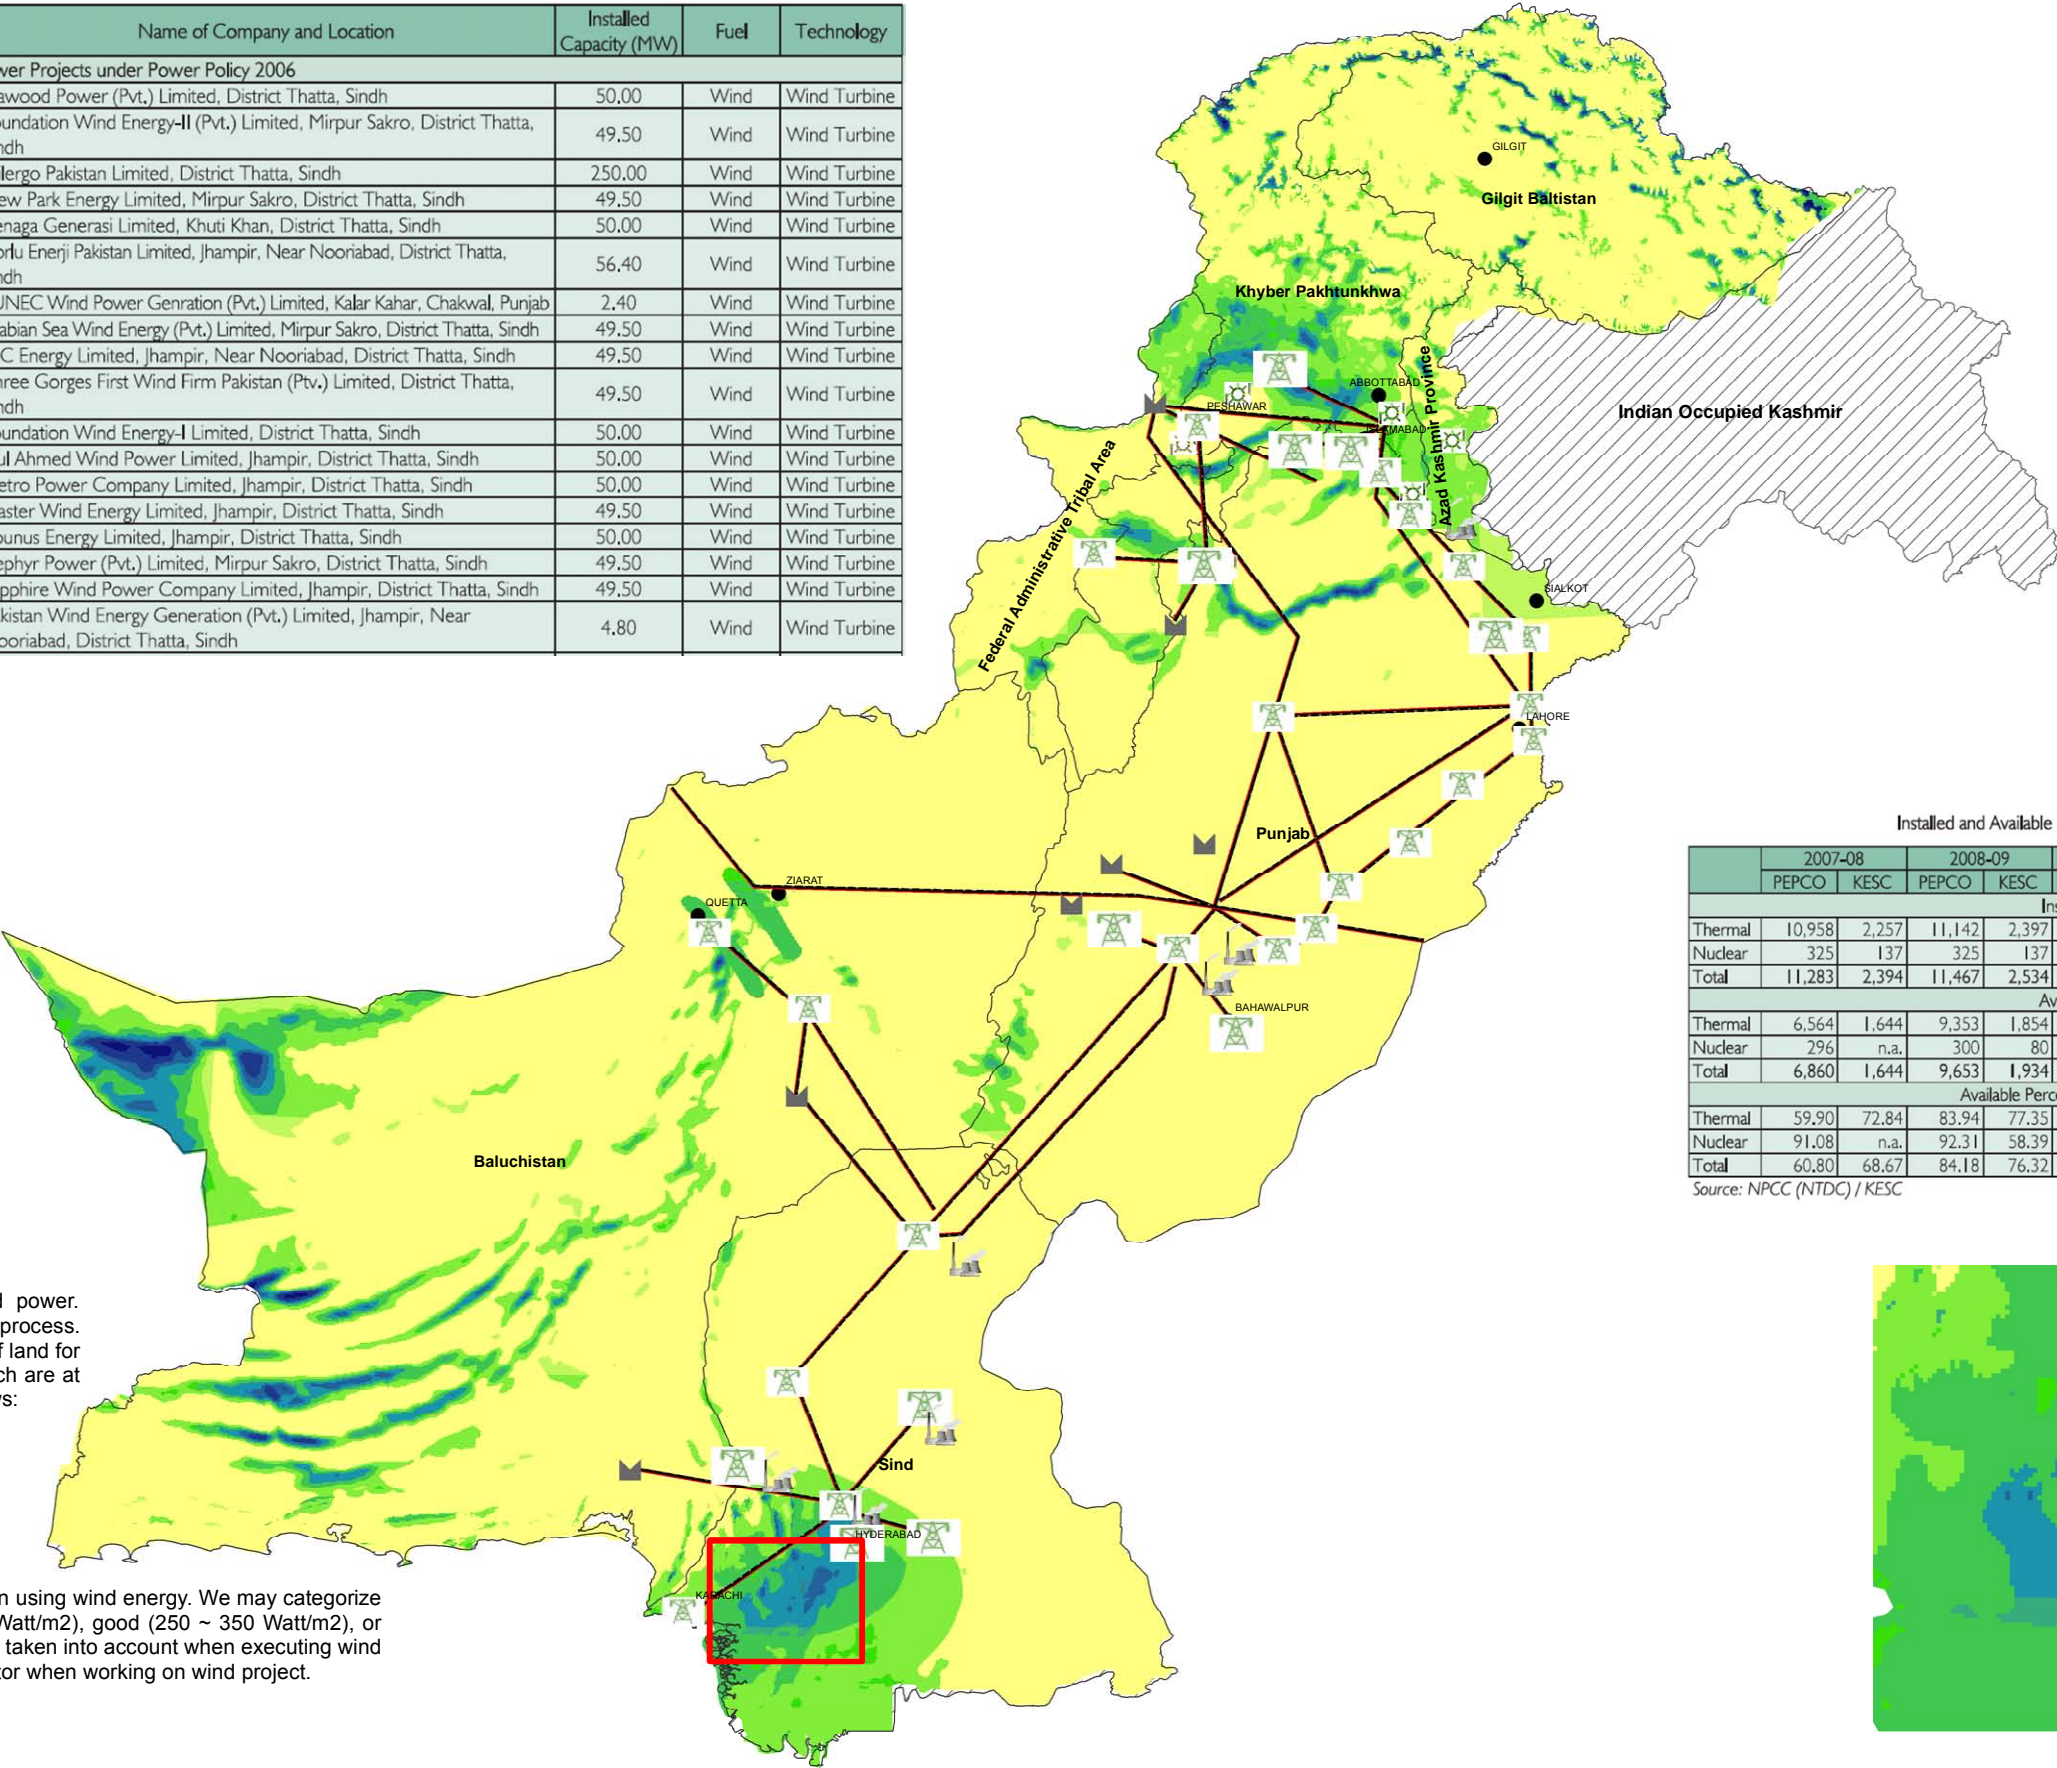 Name of Company and Location Installed Capacity (MW) Fuel Technology
wer Projects under Power Policy 2006
awood Power (Pvt.) Limited, District Thatta, Sindh 50.00 Wind Wind Turbine
oundation Wind Energy-II (Pvt.) Limited, Mirpur Sakro, District Thatta,
ndh 49.50 Wind Wind Turbine
lergo Pakistan Limited, District Thatta, Sindh 250.00 Wind Wind Turbine
ew Park Energy Limited, Mirpur Sakro, District Thatta, Sindh 49.50 Wind Wind Turbine
enaga Generasi Limited, Khuti Khan, District Thatta, Sindh 50.00 Wind Wind Turbine
orlu Enerji Pakistan Limited, Jhampir, Near Nooriabad, District Thatta,
ndh 56.40 Wind Wind Turbine
UNEC Wind Power Genration (Pvt.) Limited, Kalar Kahar, Chakwal, Punjab 2.40 Wind Wind Turbine
abian Sea Wind Energy (Pvt.) Limited, Mirpur Sakro, District Thatta, Sindh 49.50 Wind Wind Turbine
C Energy Limited, Jhampir, Near Nooriabad, District Thatta, Sindh 49.50 Wind Wind Turbine
hree Gorges First Wind Firm Pakistan (Ptv.) Limited, District Thatta,
ndh 49.50 Wind Wind Turbine
oundation Wind Energy-I Limited, District Thatta, Sindh 50.00 Wind Wind Turbine
ul Ahmed Wind Power Limited, Jhampir, District Thatta, Sindh 50.00 Wind Wind Turbine
etro Power Company Limited, Jhampir, District Thatta, Sindh 50.00 Wind Wind Turbine
aster Wind Energy Limited, Jhampir, District Thatta, Sindh 49.50 Wind Wind Turbine
ounus Energy Limited, Jhampir, District Thatta, Sindh 50.00 Wind Wind Turbine
ephyr Power (Pvt.) Limited, Mirpur Sakro, District Thatta, Sindh 49.50 Wind Wind Turbine
pphire Wind Power Company Limited, Jhampir, District Thatta, Sindh 49.50 Wind Wind Turbine
kistan Wind Energy Generation (Pvt.) Limited, Jhampir, Near
ooriabad, District Thatta, Sindh 4.80 Wind Wind Turbine
GILGIT
Gilgit Baltistan
Khyber Pakhtunkhwa
ABBOTTABAD
PESHAWAR
ISLAMABAD
Azad Kashmir Province
Indian Occupied Kashmir
Federal Administrative Tribal Area
SIALKOT
LAHORE
Punjab
ZIARAT
QUETTA
BAHAWALPUR
Baluchistan
Sind
HYDERABAD
KARACHI
Installed and Available
2007-08 2008-09
PEPCO KESC PEPCO KESC
Ins
Thermal 10,958 2,257 11,142 2,397
Nuclear 325 137 325 137
Total 11,283 2,394 11,467 2,534
Av
Thermal 6,564 1,644 9,353 1,854
Nuclear 296 n.a. 300 80
Total 6,860 1,644 9,653 1,934
Available Perc
Thermal 59.90 72.84 83.94 77.35
Nuclear 91.08 n.a. 92.31 58.39
Total 60.80 68.67 84.18 76.32
Source: NPCC (NTDC) / KESC
d power.
process.
f land for
ch are at
s:
n using wind energy. We may categorize
Watt/m2), good (250 ~ 350 Watt/m2), or
taken into account when executing wind
tor when working on wind project.